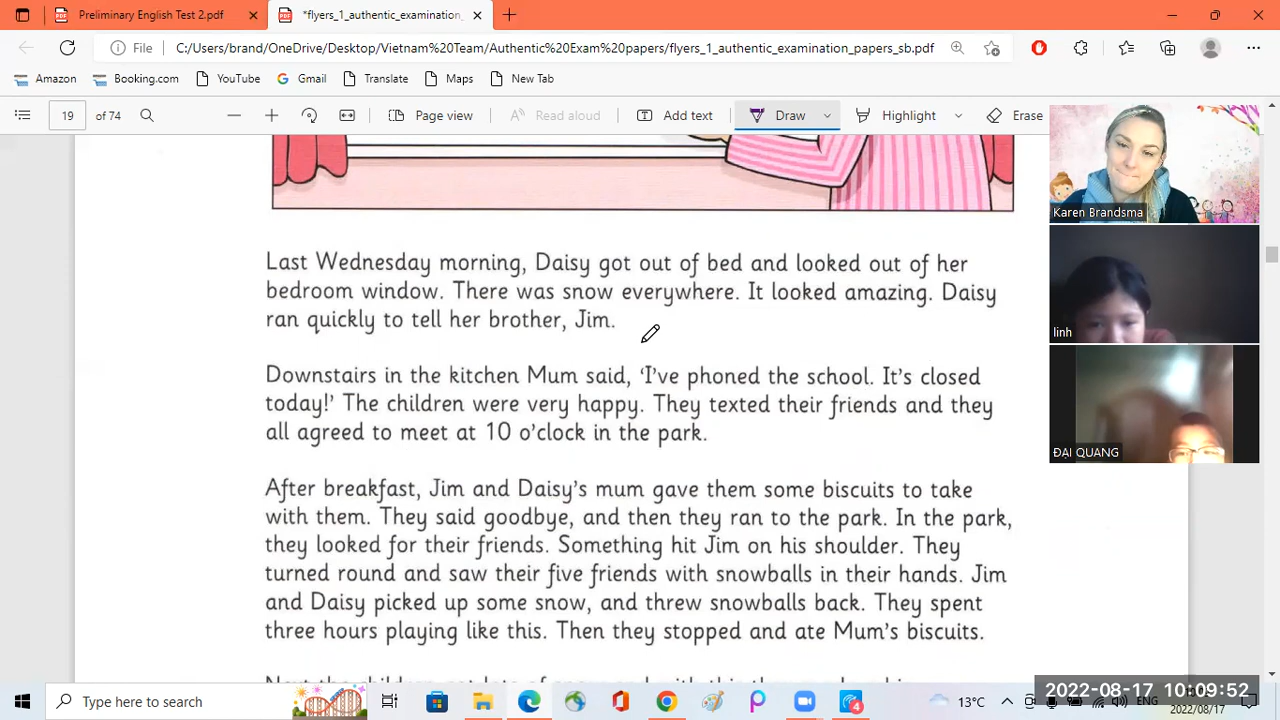 Preliminary English Test 2.pdf
*flyers_1_authentic_examination_
File C:/Users/brand/OneDrive/Desktop/Vietnam%20Team/Authentic%20Exam%20papers/flyers_1_authentic_examination_papers_sb.pdf
Amazon Booking.com YouTube Gmail Translate Maps New Tab
19 of 74 Page view Read aloud Add text Draw Highlight Erase
Karen Brandsma
linh
ĐẠI QUANG
Last Wednesday morning, Daisy got out of bed and looked out of her
bedroom window. There was snow everywhere. It looked amazing. Daisy
ran quickly to tell her brother, Jim.
Downstairs in the kitchen Mum said, ‘I’ve phoned the school. It’s closed
today!’ The children were very happy. They texted their friends and they
all agreed to meet at 10 o’clock in the park.
After breakfast, Jim and Daisy’s mum gave them some biscuits to take
with them. They said goodbye, and then they ran to the park. In the park,
they looked for their friends. Something hit Jim on his shoulder. They
turned round and saw their five friends with snowballs in their hands. Jim
and Daisy picked up some snow, and threw snowballs back. They spent
three hours playing like this. Then they stopped and ate Mum’s biscuits.
Type here to search
4
13°C
ENG
2022-08-17 10:09:52
2022/08/17